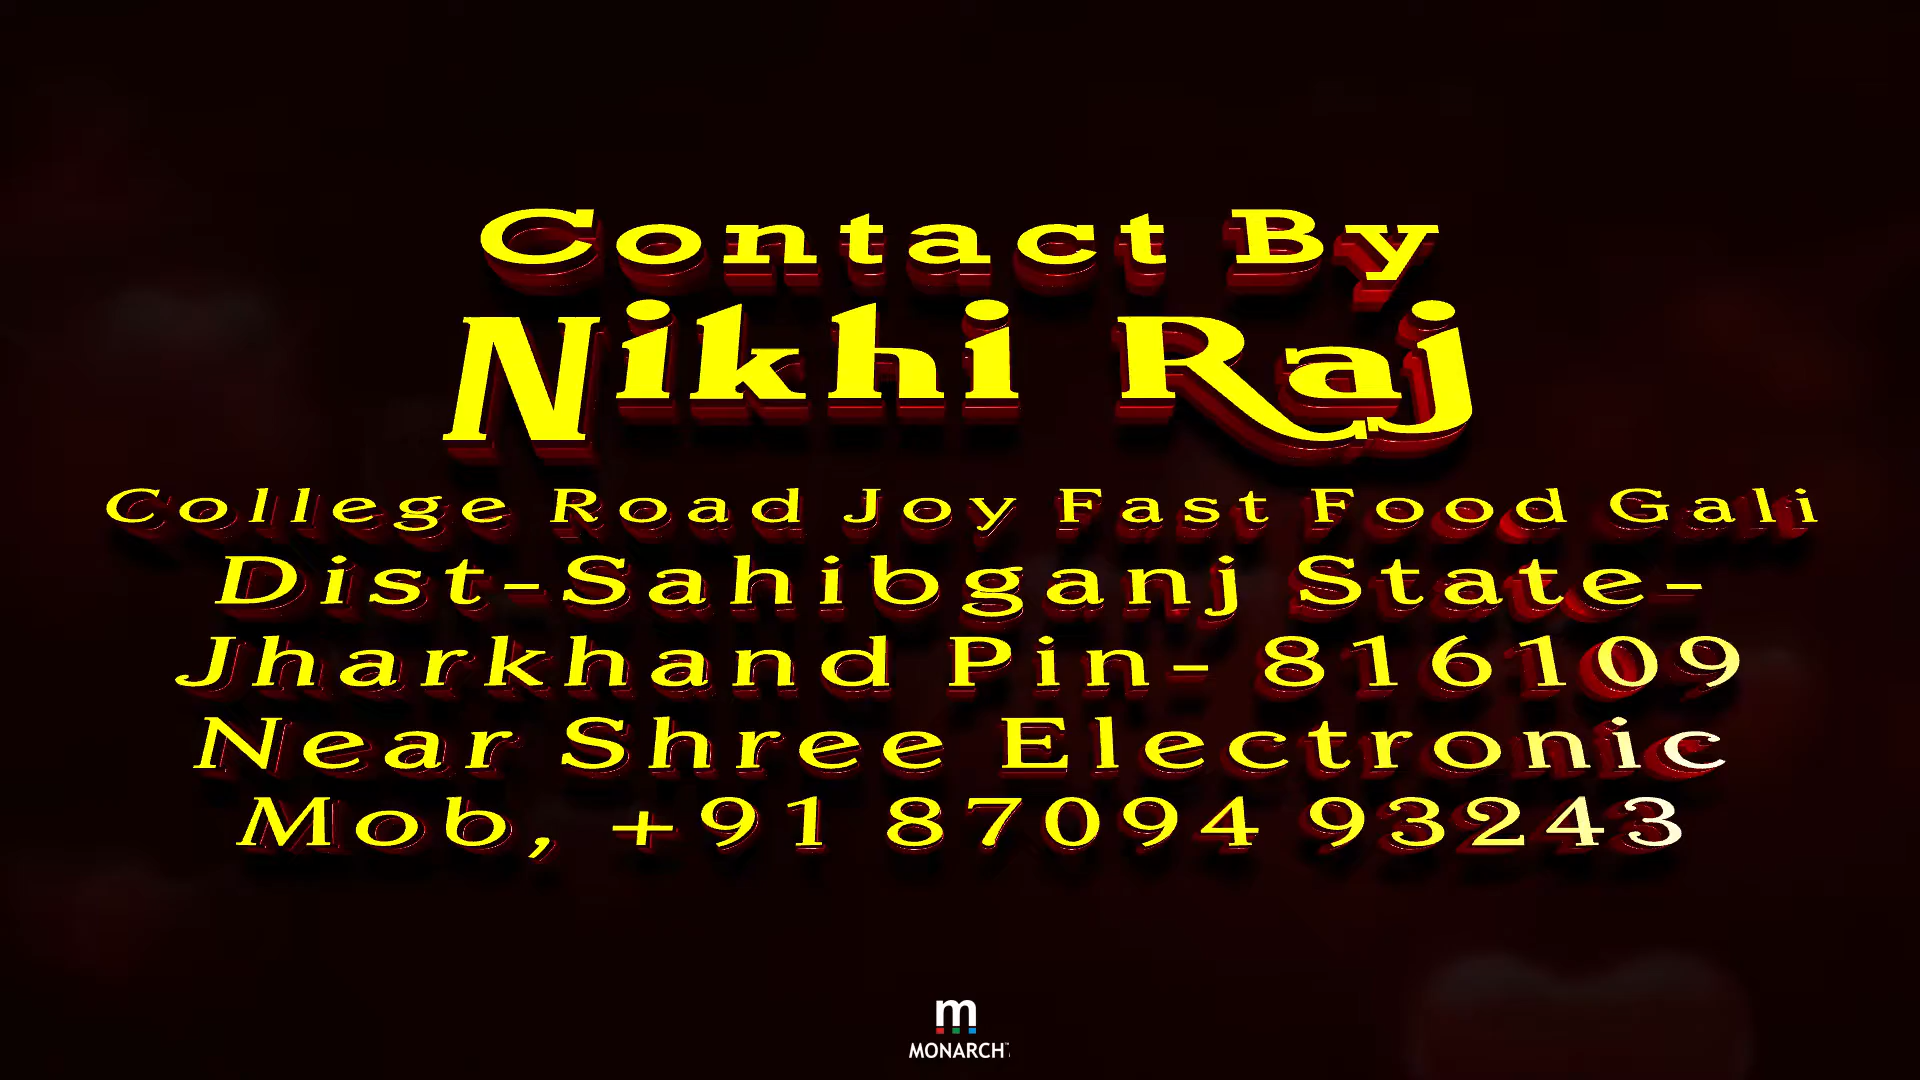 Contact By
Nikhi Raj
College Road Joy Fast Food Gali
Dist-Sahibganj State-
Jharkhand Pin- 816109
Near Shree Electronic
Mob, +91 87094 93243
m
MONARCH